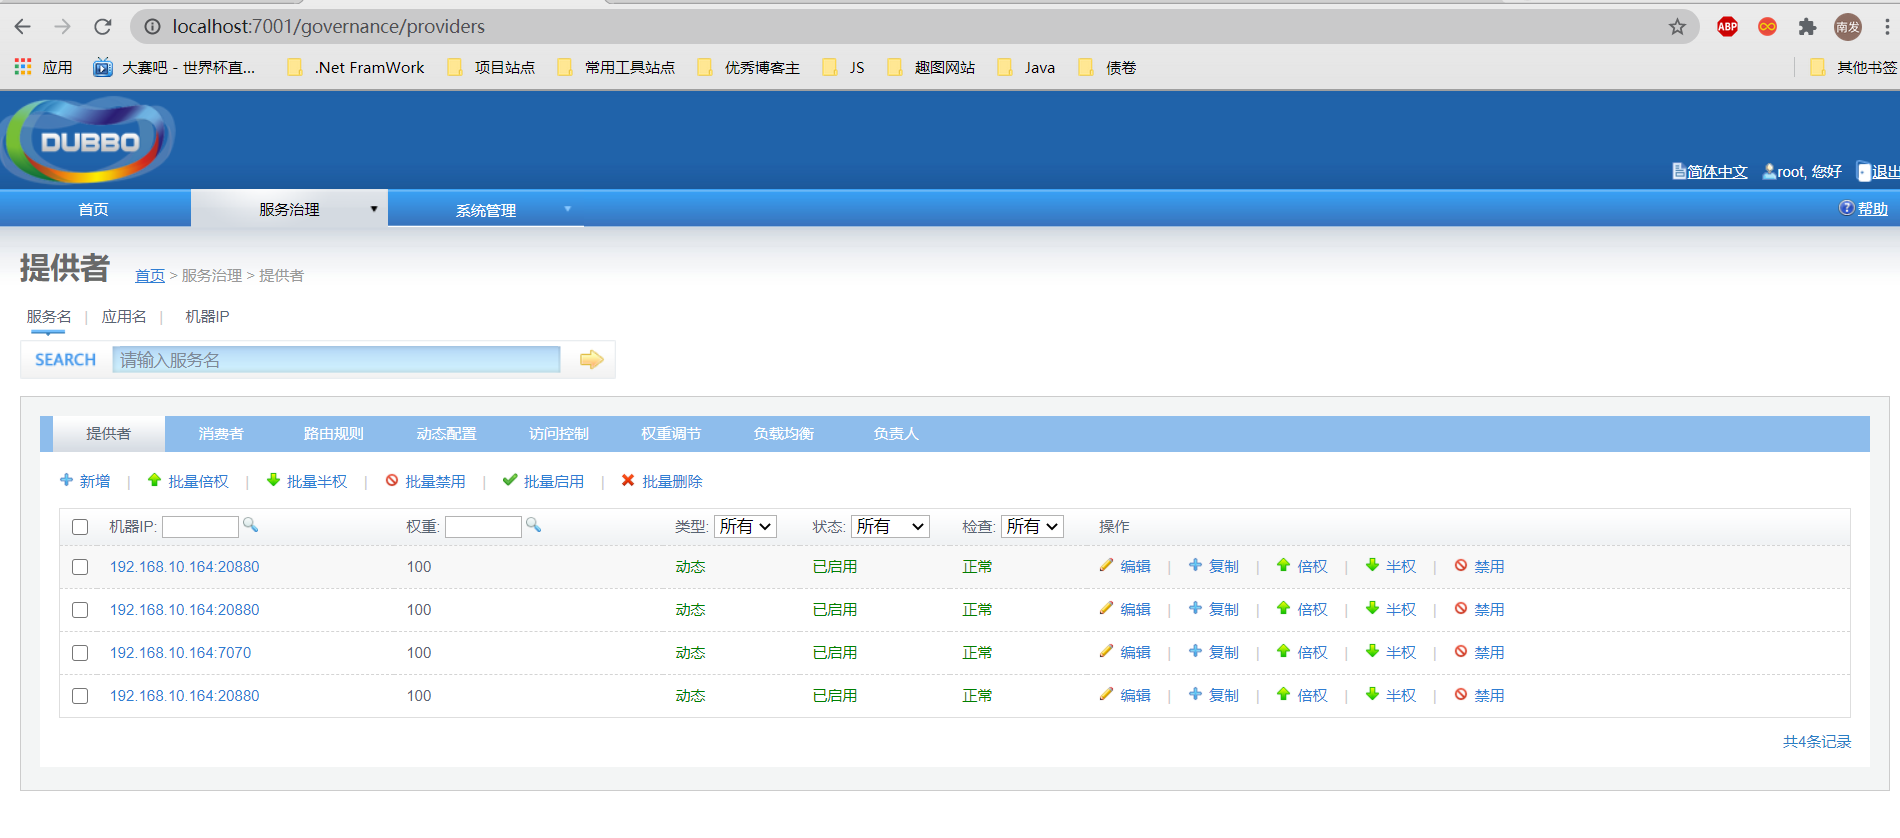 localhost:7001/governance/providers
ABP
南发
应用 大赛吧 - 世界杯直... .Net FramWork 项目站点 常用工具站点 优秀博客主 JS 趣图网站 Java 债卷 其他书签
DUBBO
简体中文 root, 您好 退出
首页 服务治理 系统管理 帮助
提供者 首页 > 服务治理 > 提供者
服务名 | 应用名 | 机器IP
SEARCH 请输入服务名
提供者 消费者 路由规则 动态配置 访问控制 权重调节 负载均衡 负责人
新增 | 批量倍权 | 批量半权 | 批量禁用 | 批量启用 | 批量删除
机器IP: 权重: 类型: 所有 状态: 所有 检查: 所有 操作
192.168.10.164:20880 100 动态 已启用 正常 编辑 | 复制 | 倍权 | 半权 | 禁用
192.168.10.164:20880 100 动态 已启用 正常 编辑 | 复制 | 倍权 | 半权 | 禁用
192.168.10.164:7070 100 动态 已启用 正常 编辑 | 复制 | 倍权 | 半权 | 禁用
192.168.10.164:20880 100 动态 已启用 正常 编辑 | 复制 | 倍权 | 半权 | 禁用
共4条记录